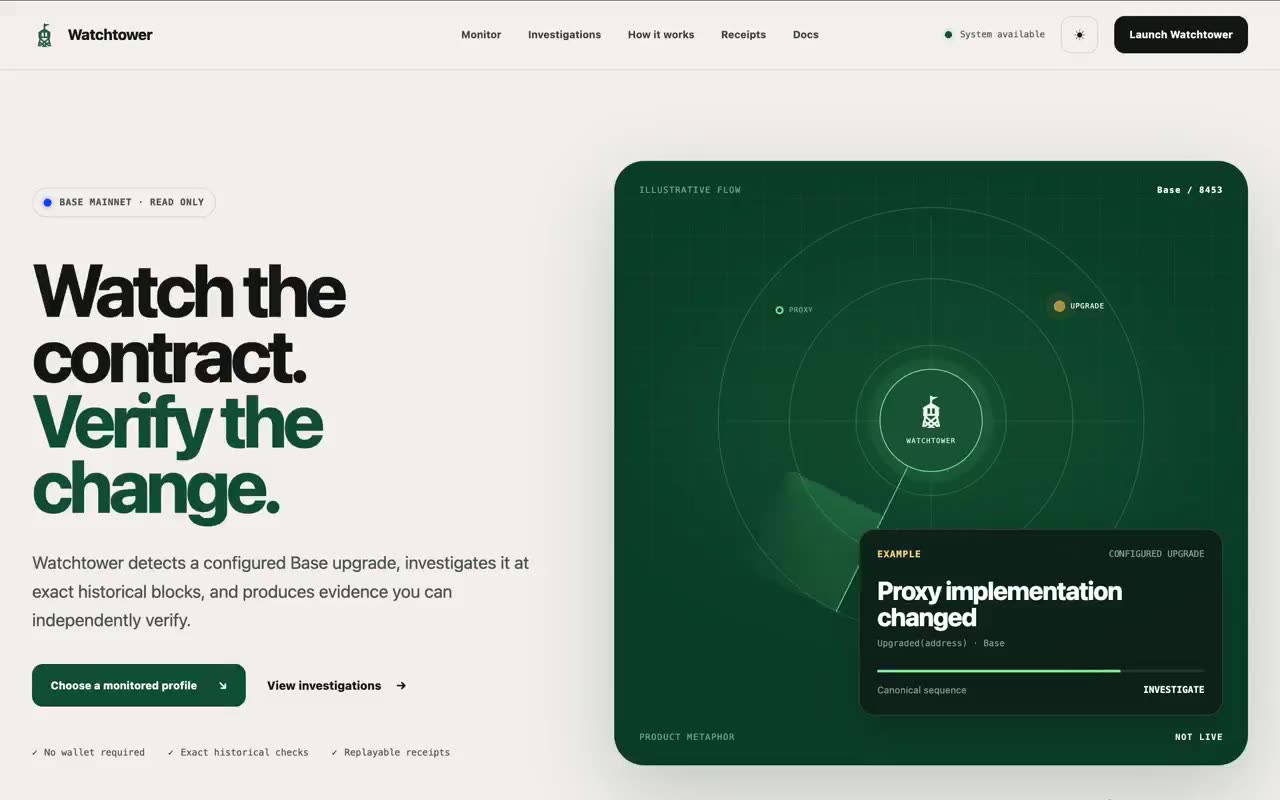 Watchtower
Monitor
Investigations
How it works
Receipts
Docs
System available
Launch Watchtower
BASE MAINNET · READ ONLY
Watch the
contract.
Verify the
change.
Watchtower detects a configured Base upgrade, investigates it at
exact historical blocks, and produces evidence you can
independently verify.
Choose a monitored profile ↘
View investigations →
✓ No wallet required
✓ Exact historical checks
✓ Replayable receipts
ILLUSTRATIVE FLOW
Base / 8453
PROXY
UPGRADE
WATCHTOWER
EXAMPLE
CONFIGURED UPGRADE
Proxy implementation
changed
Upgraded(address) · Base
Canonical sequence
INVESTIGATE
PRODUCT METAPHOR
NOT LIVE